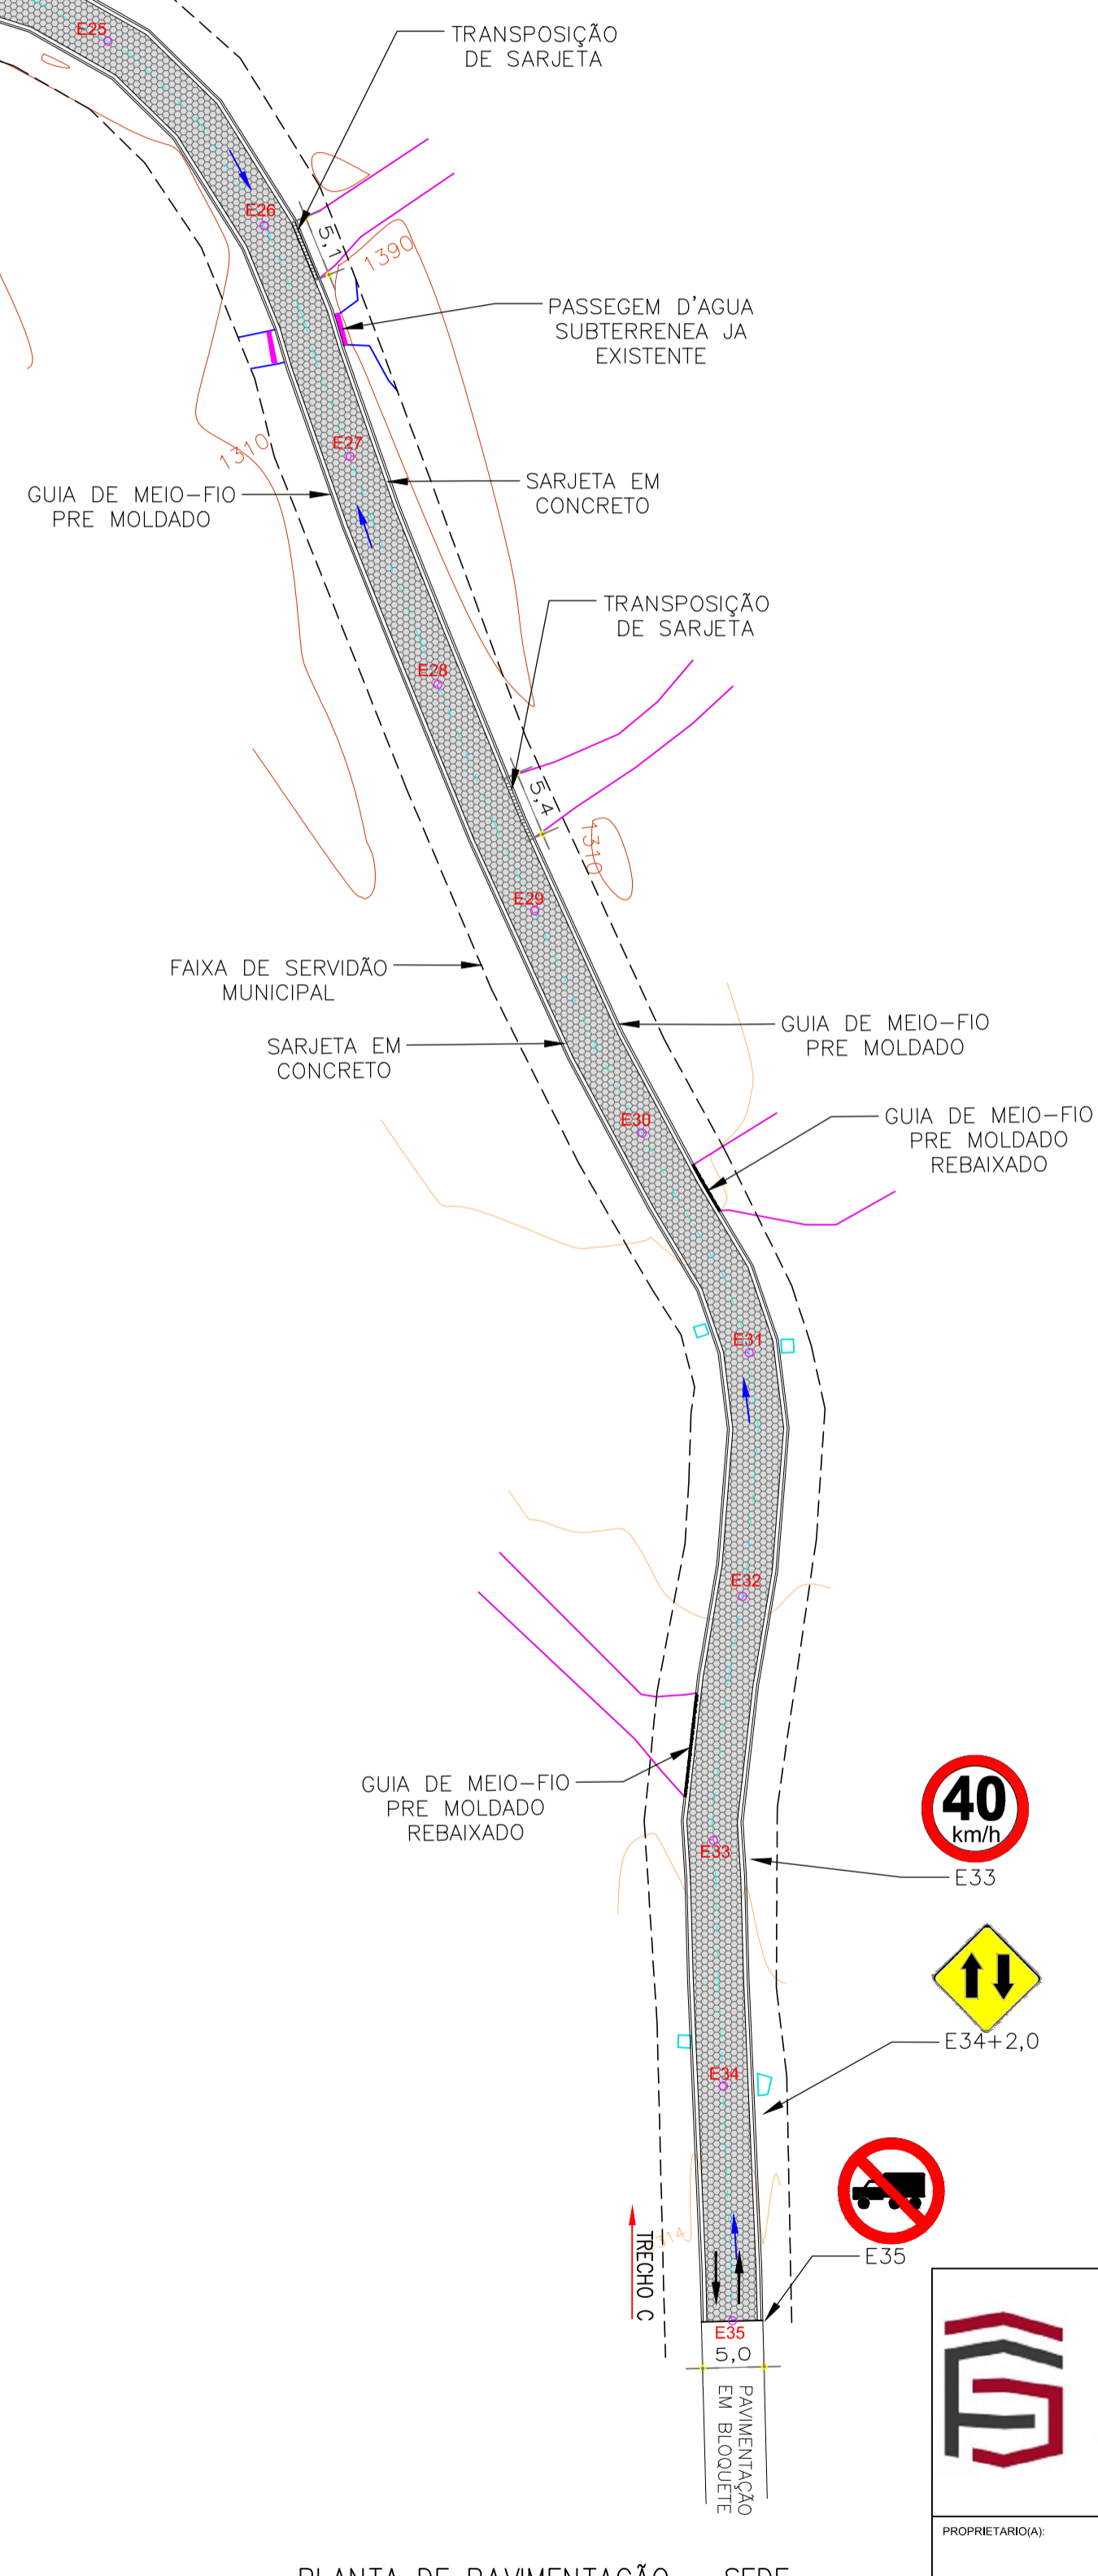 E25
TRANSPOSIÇÃO
DE SARJETA
E26
5,1
1390
PASSEGEM D'AGUA
SUBTERRENEA JA
EXISTENTE
E27
1310
SARJETA EM
CONCRETO
GUIA DE MEIO-FIO
PRE MOLDADO
TRANSPOSIÇÃO
DE SARJETA
E28
5,4
1310
E29
FAIXA DE SERVIDÃO
MUNICIPAL
GUIA DE MEIO-FIO
PRE MOLDADO
SARJETA EM
CONCRETO
E30
GUIA DE MEIO-FIO
PRE MOLDADO
REBAIXADO
E31
E32
GUIA DE MEIO-FIO
PRE MOLDADO
REBAIXADO
40
km/h
E33
E33
E34+2,0
E34
E35
TRECHO C
E35
5,0
PAVIMENTAÇÃO
EM BLOQUETE
PROPRIETARIO(A):
PLANTA DE PAVIMENTAÇÃO SEDE